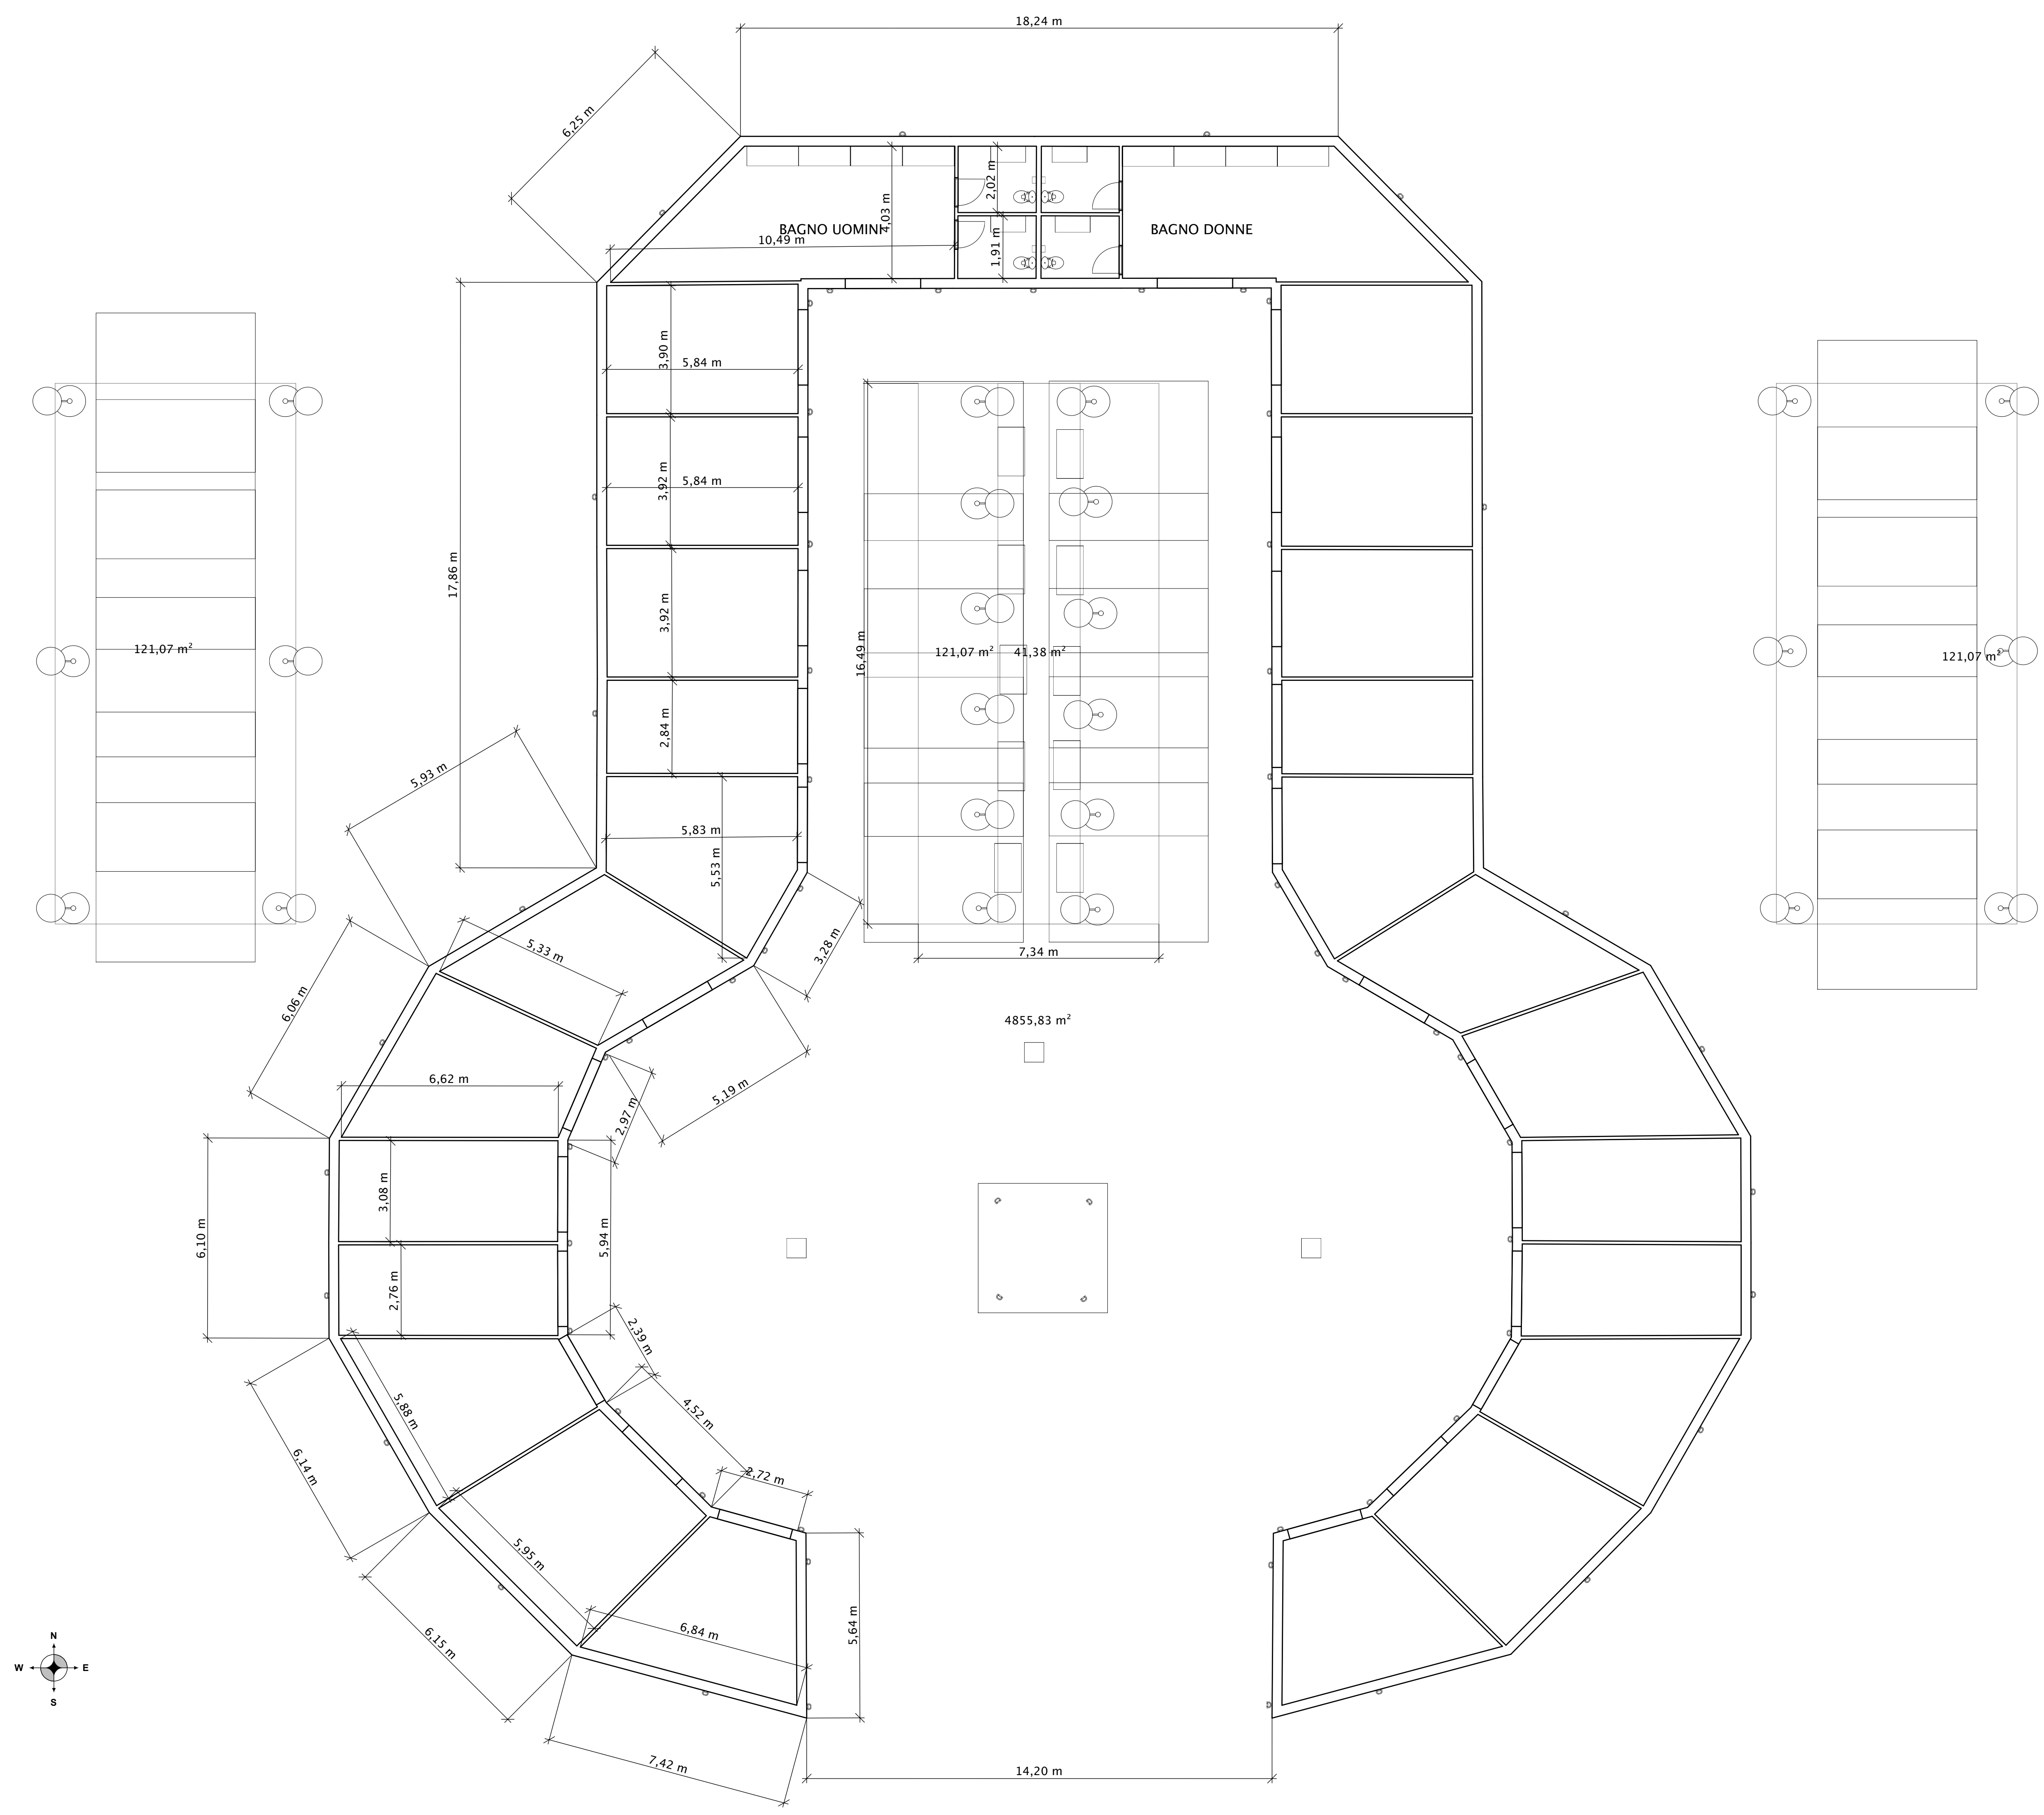 18,24 m
6,25 m
2,02 m
4,03 m
BAGNO UOMINI
BAGNO DONNE
10,49 m
1,91 m
3,90 m
5,84 m
3,92 m
5,84 m
17,86 m
3,92 m
16,49 m
121,07 m²
121,07 m²
41,38 m²
121,07 m²
2,84 m
5,93 m
5,83 m
5,53 m
5,33 m
3,28 m
7,34 m
6,06 m
4855,83 m²
6,62 m
5,19 m
2,97 m
3,08 m
6,10 m
5,94 m
2,76 m
2,39 m
5,88 m
4,52 m
6,14 m
2,72 m
5,95 m
6,84 m
5,64 m
6,15 m
N
W E
S
7,42 m
14,20 m